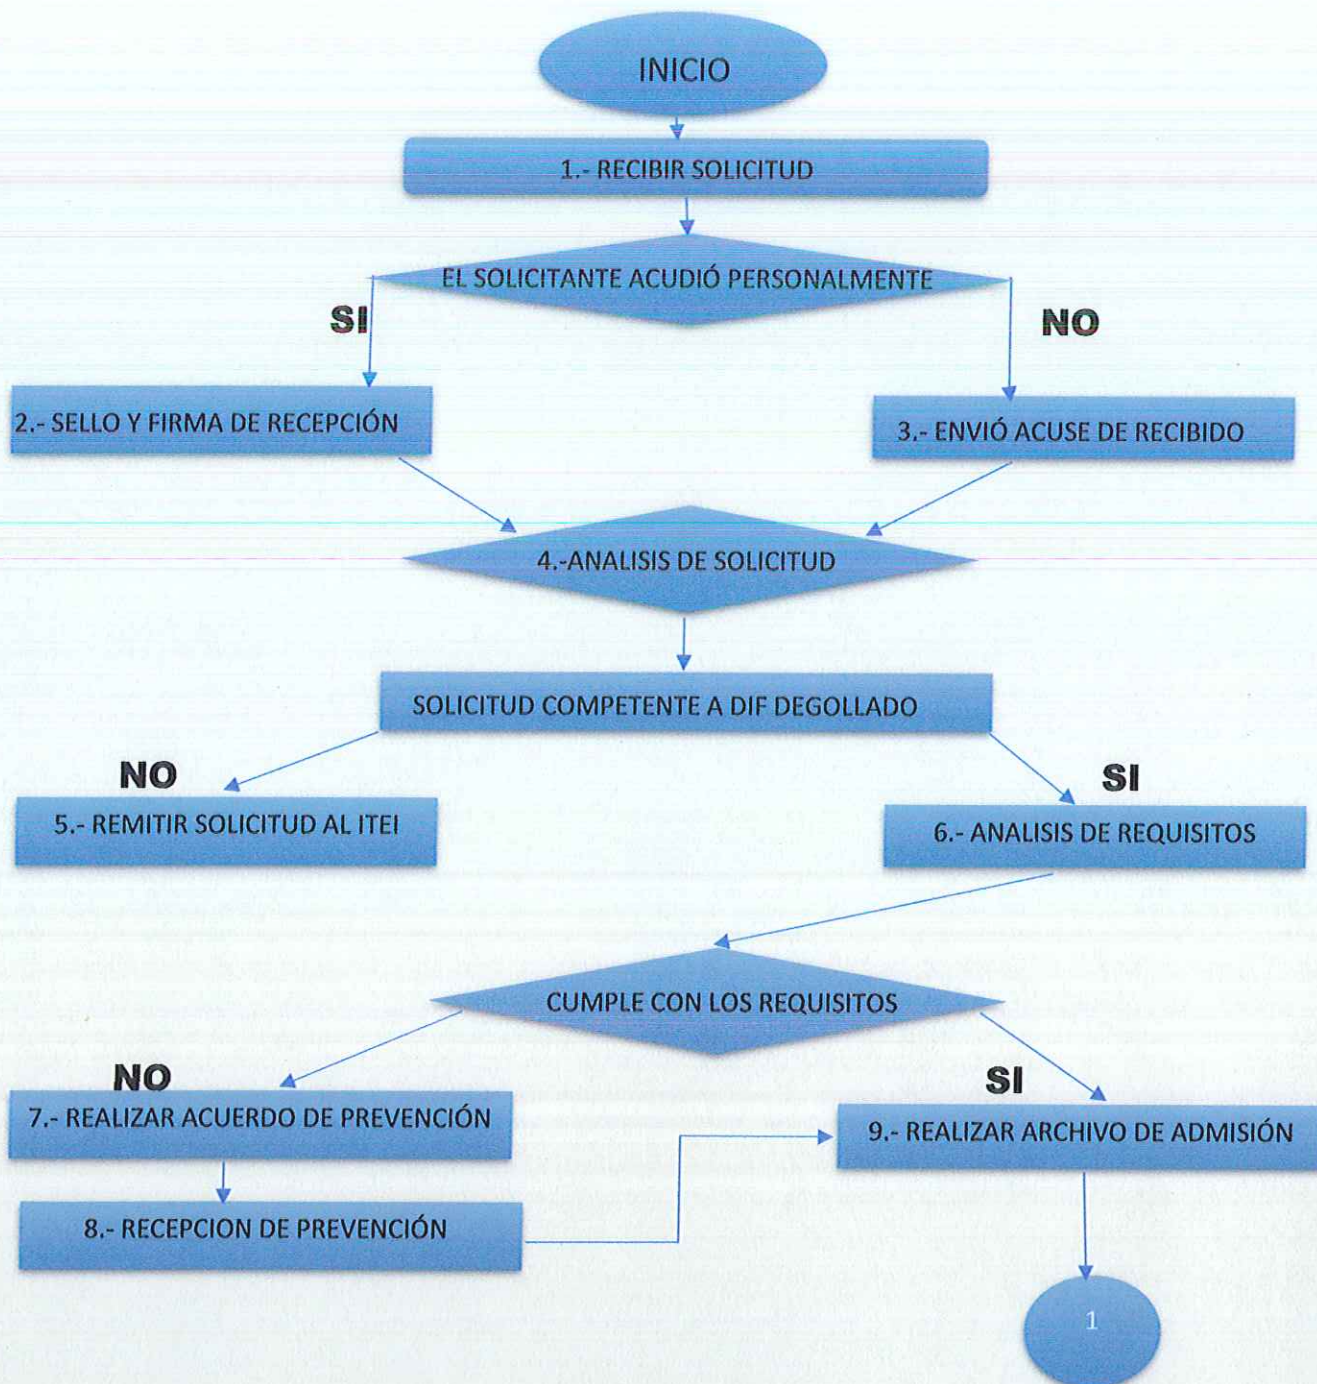 INICIO
1.- RECIBIR SOLICITUD
EL SOLICITANTE ACUDIÓ PERSONALMENTE
SI
NO
2.- SELLO Y FIRMA DE RECEPCIÓN
3.- ENVIÓ ACUSE DE RECIBIDO
4.-ANALISIS DE SOLICITUD
SOLICITUD COMPETENTE A DIF DEGOLLADO
NO
SI
5.- REMITIR SOLICITUD AL ITEI
6.- ANALISIS DE REQUISITOS
CUMPLE CON LOS REQUISITOS
NO
SI
7.- REALIZAR ACUERDO DE PREVENCIÓN
9.- REALIZAR ARCHIVO DE ADMISIÓN
8.- RECEPCION DE PREVENCIÓN
1